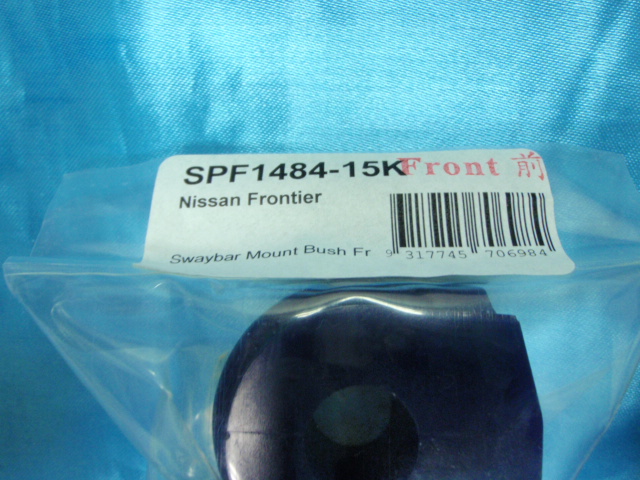 SPF1484-15K Front 前
Nissan Frontier
Swaybar Mount Bush Fr
9 317745 706984